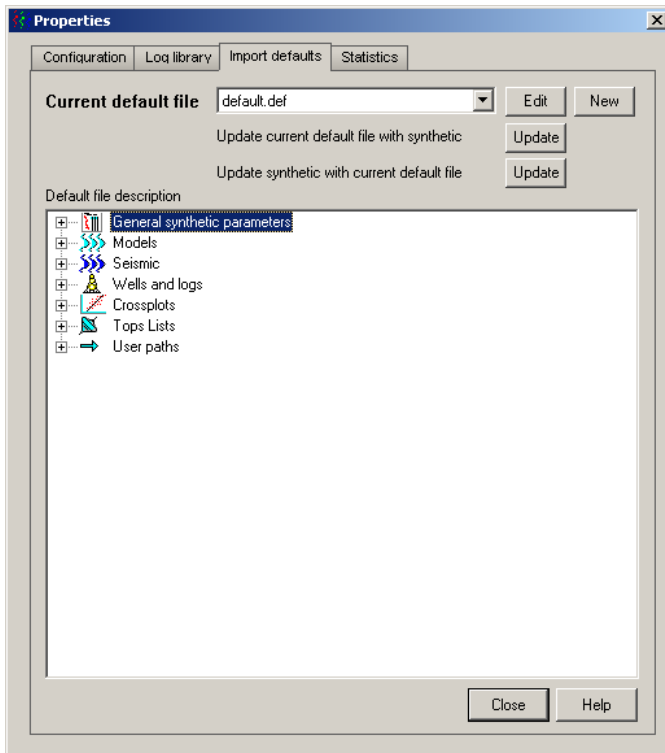 Properties
Configuration Log library Import defaults Statistics
Current default file default.def Edit New
Update current default file with synthetic Update
Update synthetic with current default file Update
Default file description
General synthetic parameters
Models
Seismic
Wells and logs
Crossplots
Tops Lists
User paths
Close Help